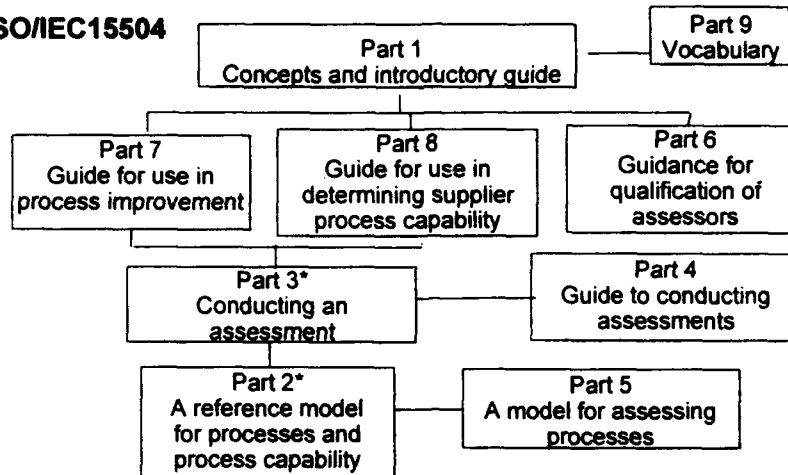 SO/IEC15504
Part 1
Concepts and introductory guide
Part 9
Vocabulary
Part 7
Guide for use in
process improvement
Part 8
Guide for use in
determining supplier
process capability
Part 6
Guidance for
qualification of
assessors
Part 3*
Conducting an
assessment
Part 4
Guide to conducting
assessments
Part 2*
A reference model
for processes and
process capability
Part 5
A model for assessing
processes